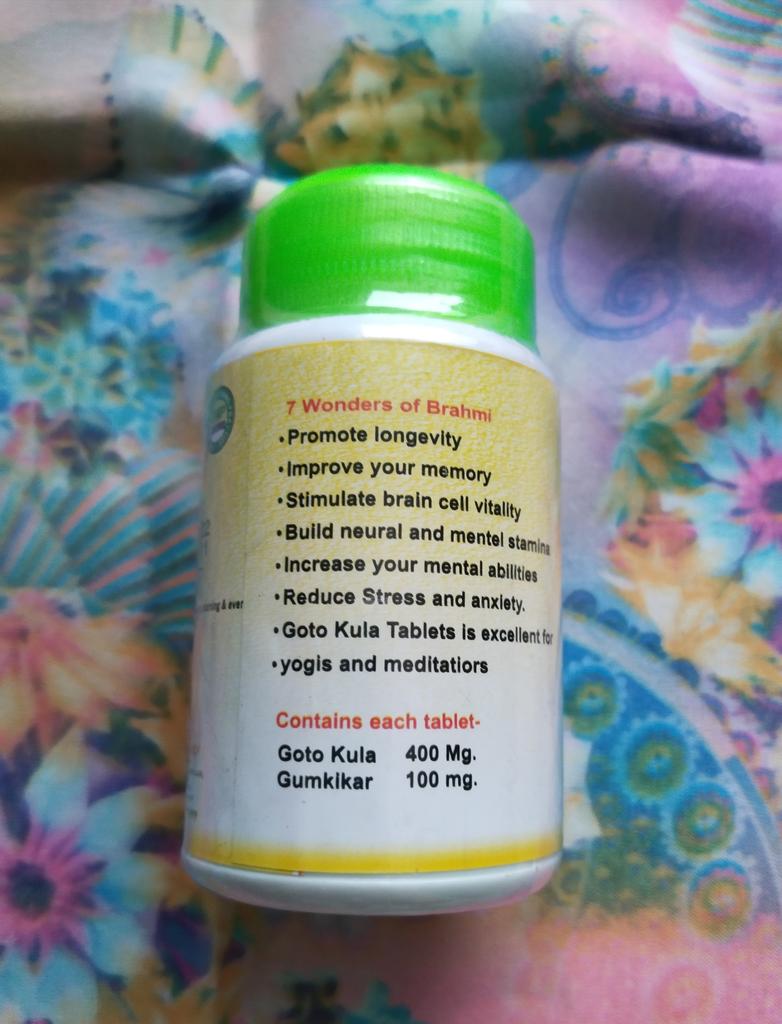 7 Wonders of Brahmi
•Promote longevity
•Improve your memory
•Stimulate brain cell vitality
•Build neural and mentel stamina
•Increase your mental abilities
•Reduce Stress and anxiety.
•Goto Kula Tablets is excellent for
•yogis and meditatiors
& ever
Contains each tablet-
Goto Kula 400 Mg.
Gumkikar 100 mg.